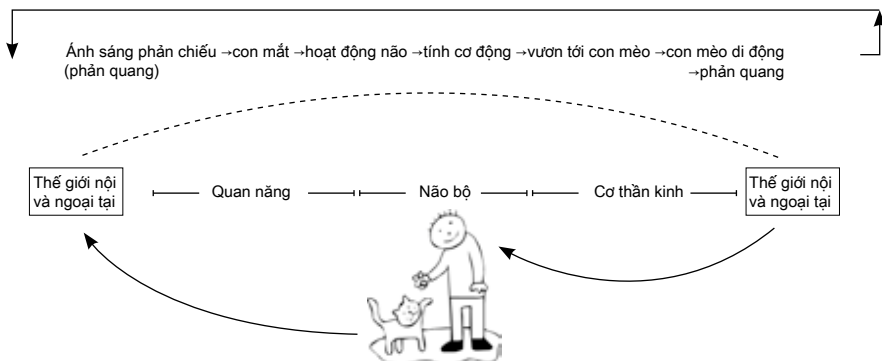 Ánh sáng phản chiếu →con mắt →hoạt động não →tính cơ động →vươn tới con mèo →con mèo di động
(phản quang) →phản quang
Thế giới nội
và ngoại tại
Quan năng
Não bộ
Cơ thần kinh
Thế giới nội
và ngoại tại